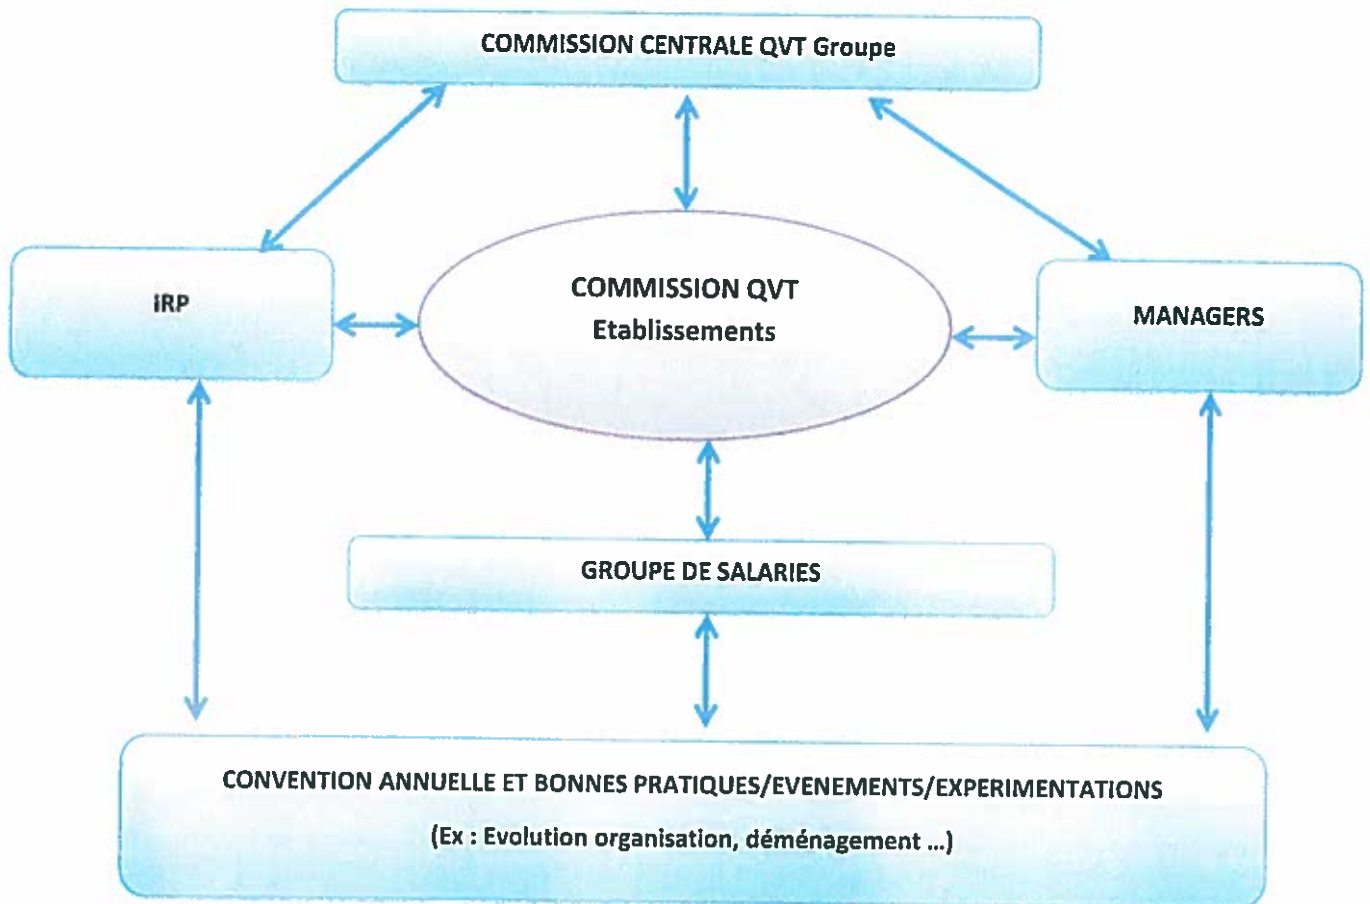 COMMISSION CENTRALE QVT Groupe
IRP
COMMISSION QVT
Etablissements
MANAGERS
GROUPE DE SALARIES
CONVENTION ANNUELLE ET BONNES PRATIQUES/EVENEMENTS/EXPERIMENTATIONS
(Ex : Evolution organisation, déménagement ...)